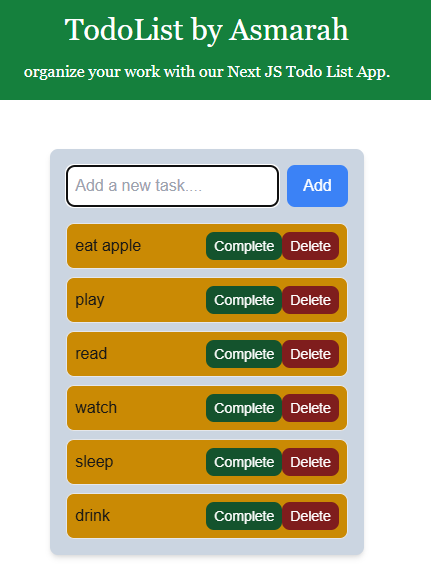 TodoList by Asmarah
organize your work with our Next JS Todo List App.
Add a new task.... Add
eat apple Complete Delete
play Complete Delete
read Complete Delete
watch Complete Delete
sleep Complete Delete
drink Complete Delete